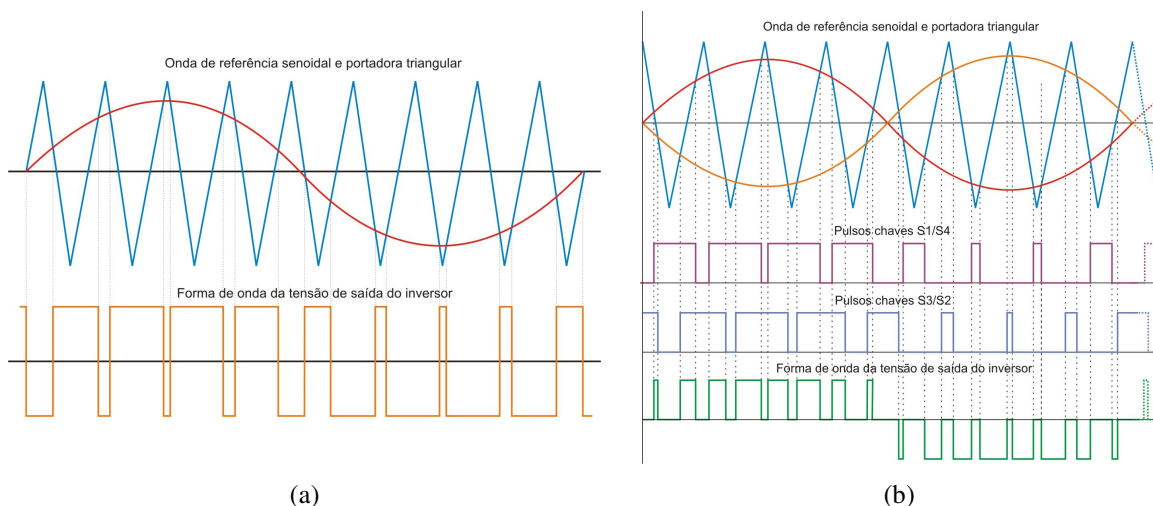 Onda de referência senoidal e portadora triangular
Forma de onda da tensão de saída do inversor
(a)
Onda de referência senoidal e portadora triangular
Pulsos chaves S1/S4
Pulsos chaves S3/S2
Forma de onda da tensão de saída do inversor
(b)